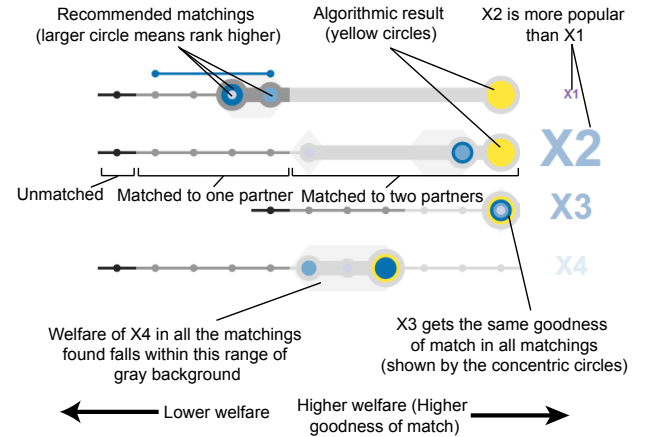 Recommended matchings
(larger circle means rank higher)
Algorithmic result
(yellow circles)
X2 is more popular
than X1
X1
X2
Unmatched
Matched to one partner
Matched to two partners
X3
X4
Welfare of X4 in all the matchings
found falls within this range of
gray background
X3 gets the same goodness
of match in all matchings
(shown by the concentric circles)
Lower welfare
Higher welfare (Higher
goodness of match)